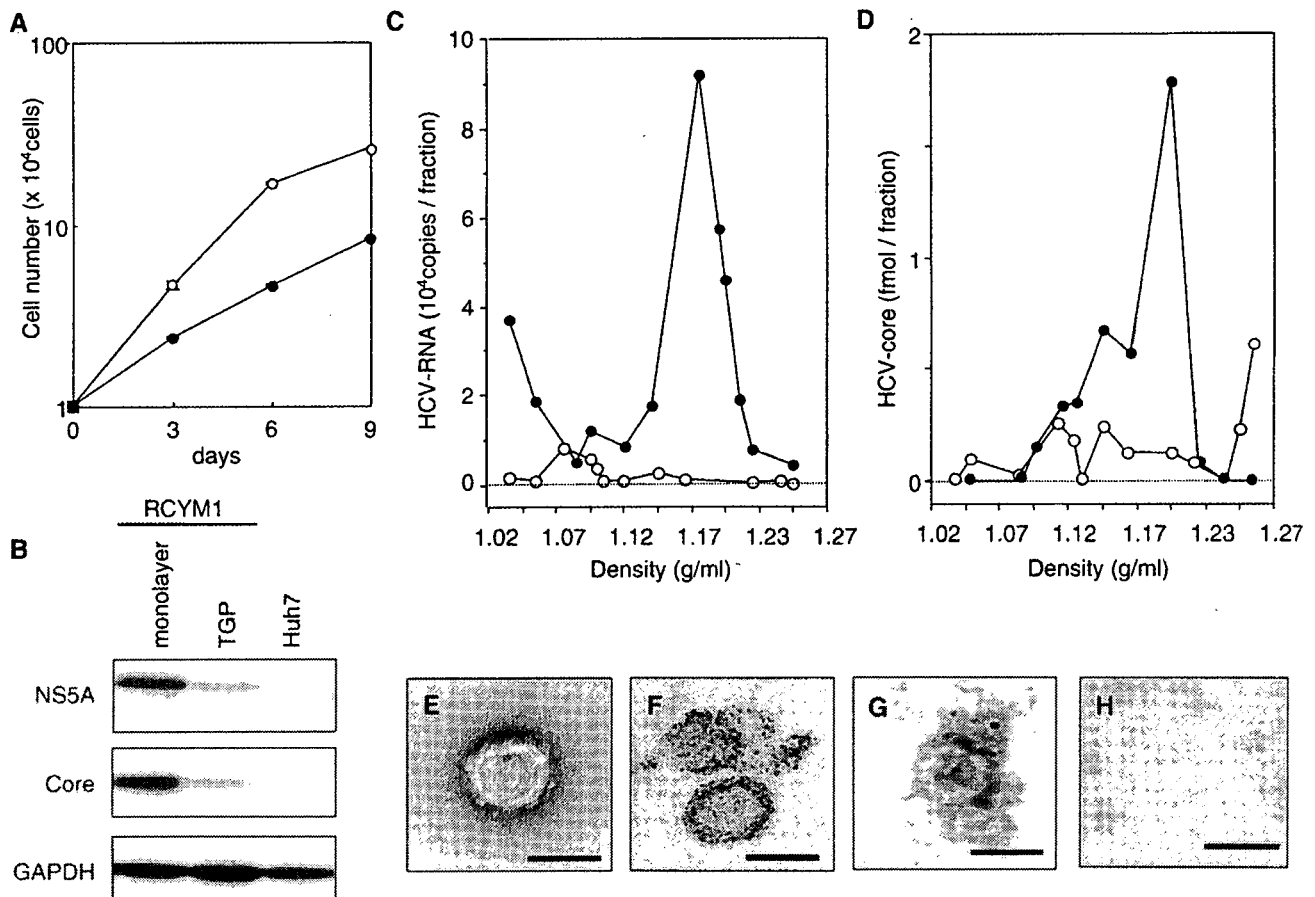 A
100
10
1
Cell number (x 10⁴cells)
0 3 6 9
days
C
10
8
6
4
2
0
HCV-RNA (10⁴copies / fraction)
1.02 1.07 1.12 1.17 1.23 1.27
Density (g/ml)
D
2
1
0
HCV-core (fmol / fraction)
1.02 1.07 1.12 1.17 1.23 1.27
Density (g/ml)
B
RCYM1
monolayer
TGP
Huh7
NS5A
Core
GAPDH
E
F
G
H